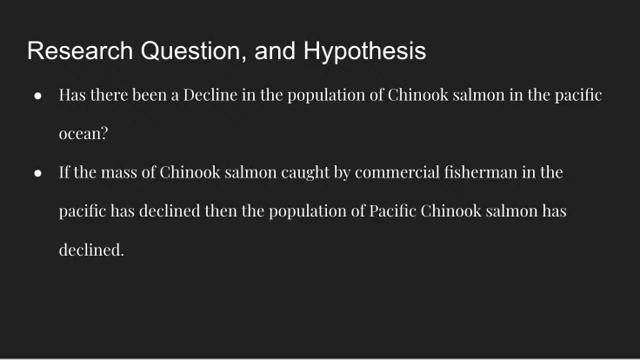 Research Question, and Hypothesis
● Has there been a Decline in the population of Chinook salmon in the pacific
ocean?
● If the mass of Chinook salmon caught by commercial fisherman in the
pacific has declined then the population of Pacific Chinook salmon has
declined.